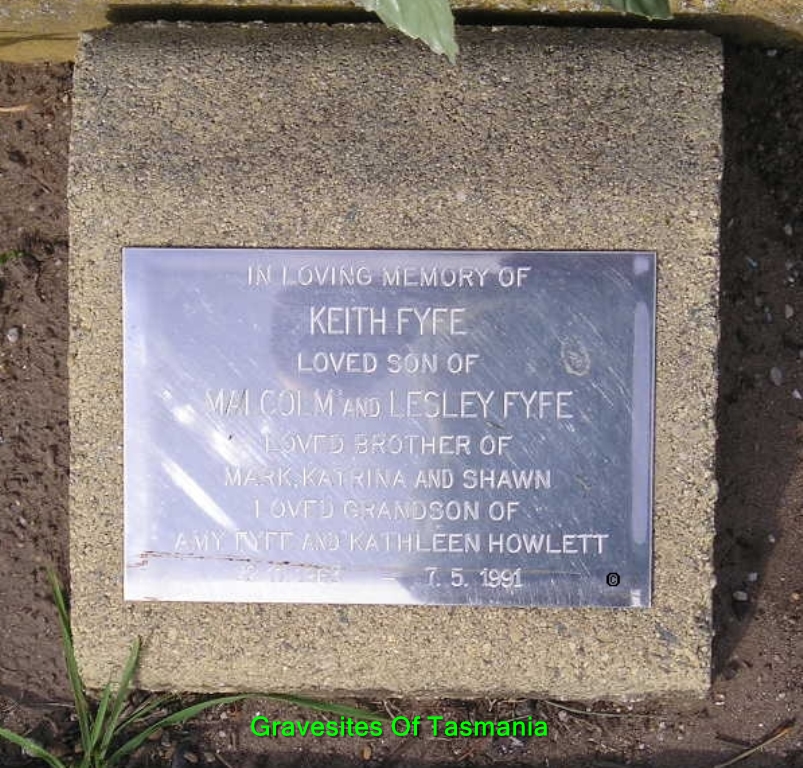 IN LOVING MEMORY OF
KEITH FYFE
LOVED SON OF
MALCOLM AND LESLEY FYFE
LOVED BROTHER OF
MARK, KATRINA AND SHAWN
LOVED GRANDSON OF
AMY FYFE AND KATHLEEN HOWLETT
– 7. 5. 1991
©
Gravesites Of Tasmania